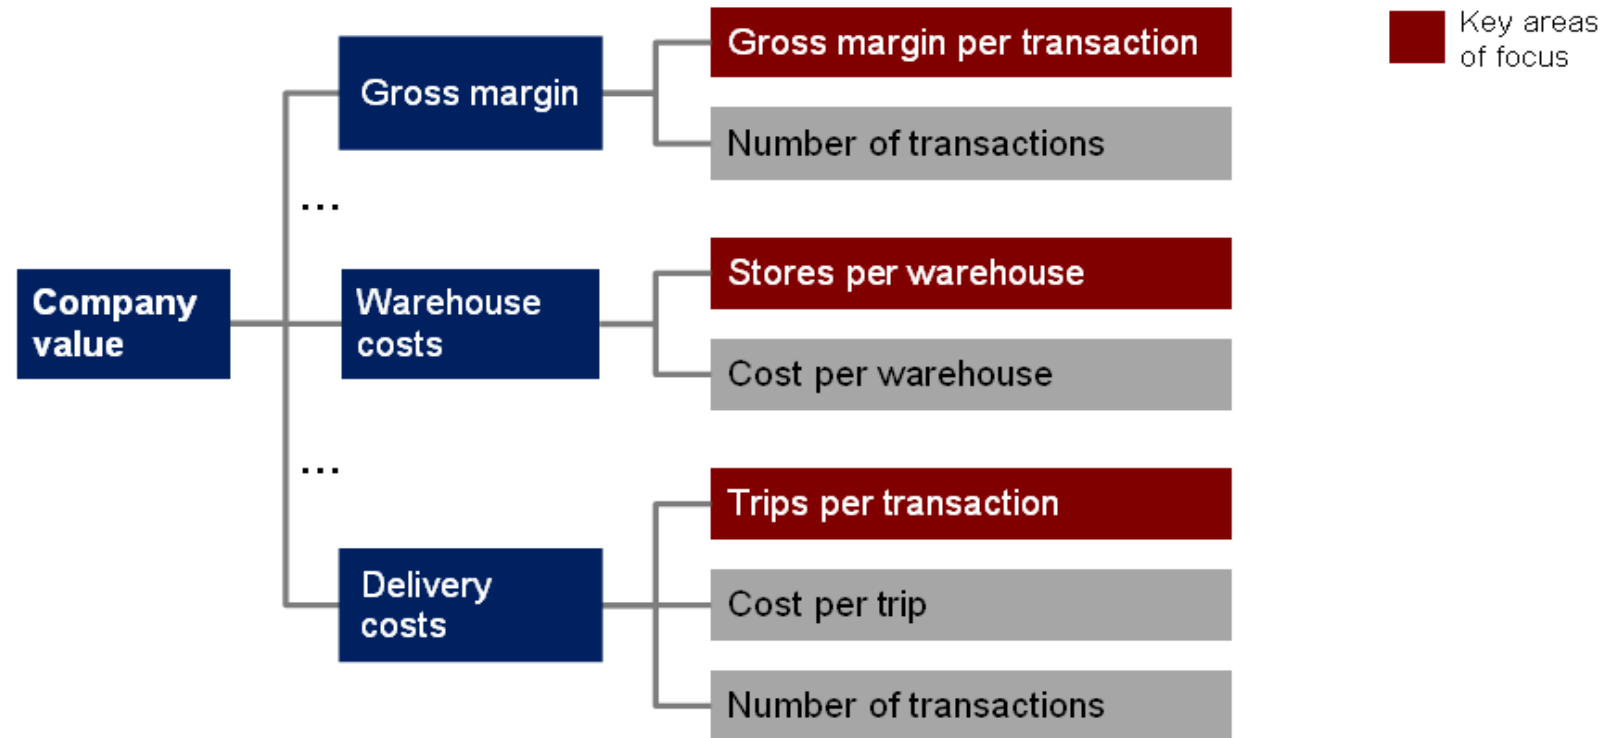 Gross margin per transaction
Key areas
of focus
Gross margin
Number of transactions
...
Stores per warehouse
Company
value
Warehouse
costs
Cost per warehouse
...
Trips per transaction
Delivery
costs
Cost per trip
Number of transactions